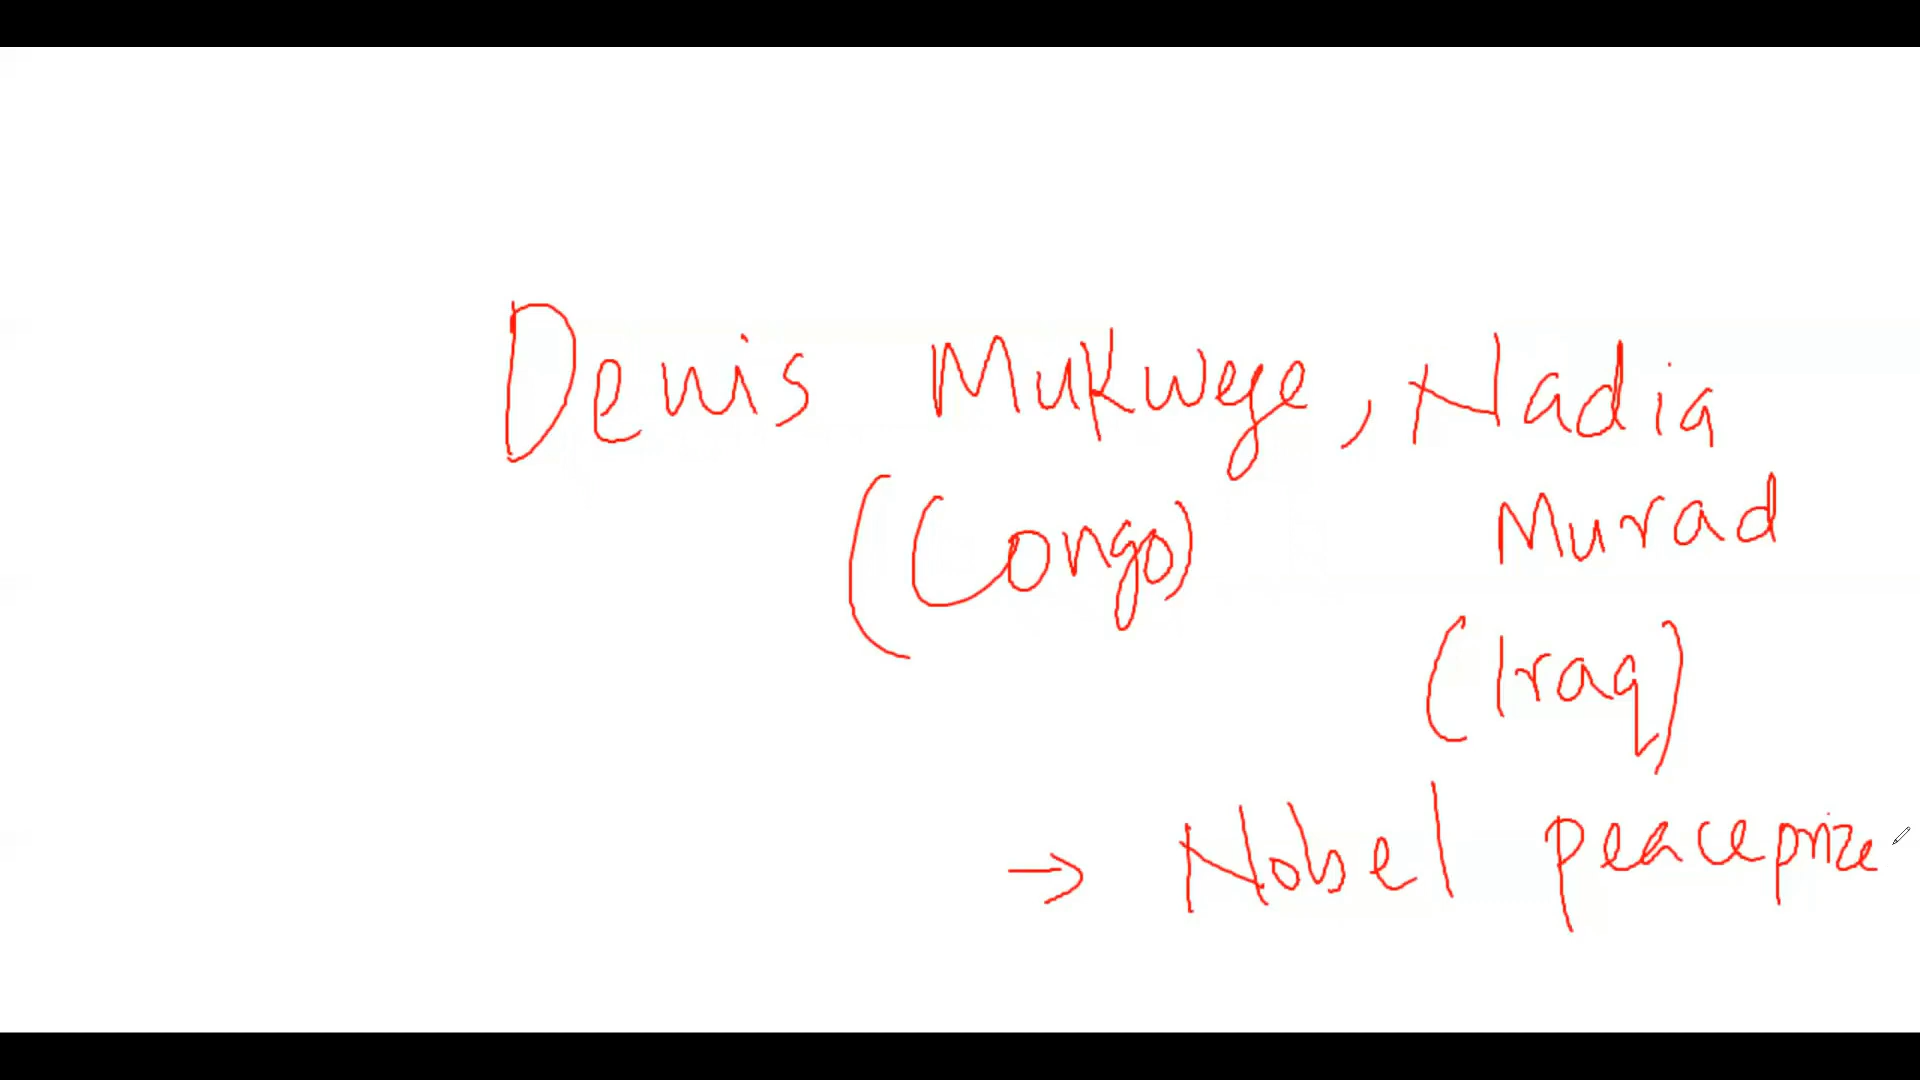 Denis Mukwege, Nadia
Murad
(Congo)
(Iraq)
→ Nobel peaceprize